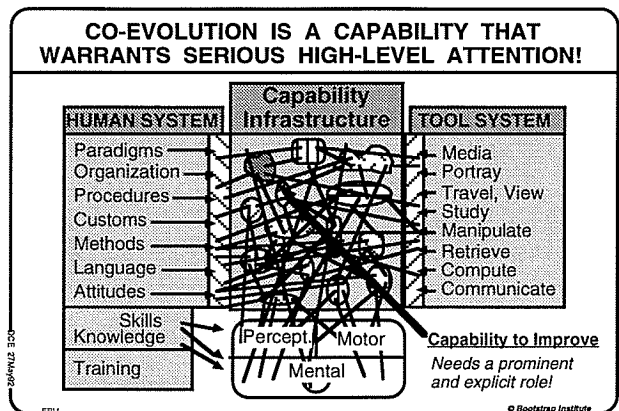 CO-EVOLUTION IS A CAPABILITY THAT
WARRANTS SERIOUS HIGH-LEVEL ATTENTION!
Capability
Infrastructure
HUMAN SYSTEM
TOOL SYSTEM
Paradigms
Organization
Procedures
Customs
Methods
Language
Attitudes
Media
Portray
Travel, View
Study
Manipulate
Retrieve
Compute
Communicate
Skills
Knowledge
Training
Percept.
Motor
Mental
Capability to Improve
Needs a prominent
and explicit role!
DCE 27May92
© Bootstrap Institute